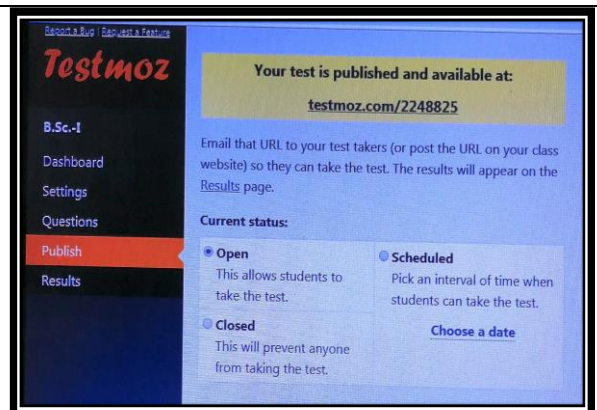 Report a Bug | Request a Feature
Testmoz
B.Sc.-I
Dashboard
Settings
Questions
Publish
Results
Your test is published and available at:
testmoz.com/2248825
Email that URL to your test takers (or post the URL on your class
website) so they can take the test. The results will appear on the
Results page.
Current status:
Open
This allows students to
take the test.
Closed
This will prevent anyone
from taking the test.
Scheduled
Pick an interval of time when
students can take the test.
Choose a date